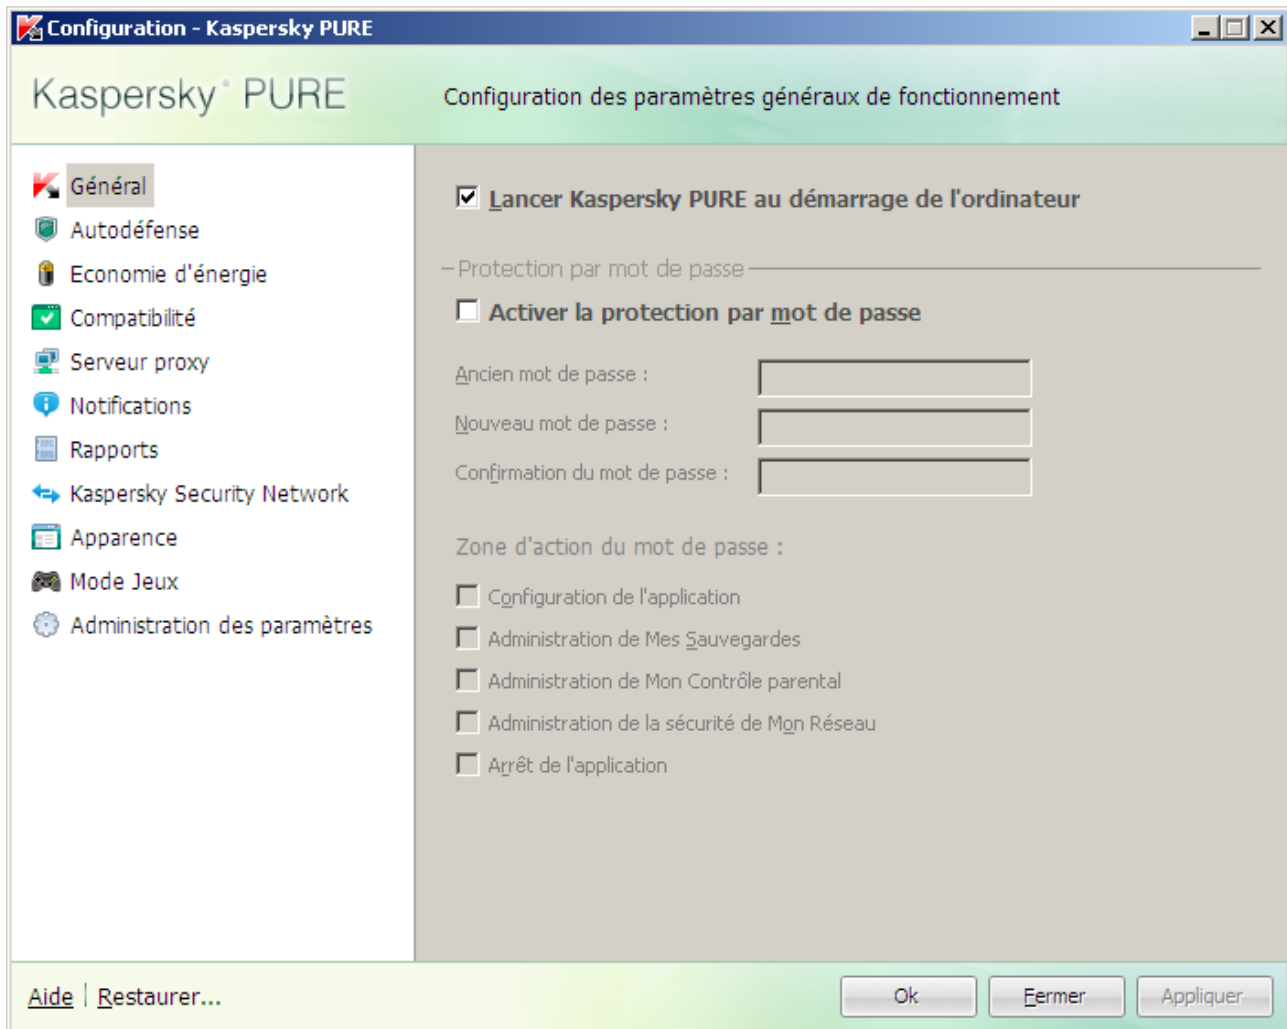 Configuration - Kaspersky PURE
Kaspersky PURE
Configuration des paramètres généraux de fonctionnement
Général
Autodéfense
Economie d'énergie
Compatibilité
Serveur proxy
Notifications
Rapports
Kaspersky Security Network
Apparence
Mode Jeux
Administration des paramètres
Lancer Kaspersky PURE au démarrage de l'ordinateur
Protection par mot de passe
Activer la protection par mot de passe
Ancien mot de passe :
Nouveau mot de passe :
Confirmation du mot de passe :
Zone d'action du mot de passe :
Configuration de l'application
Administration de Mes Sauvegardes
Administration de Mon Contrôle parental
Administration de la sécurité de Mon Réseau
Arrêt de l'application
Aide | Restaurer...
Ok
Fermer
Appliquer